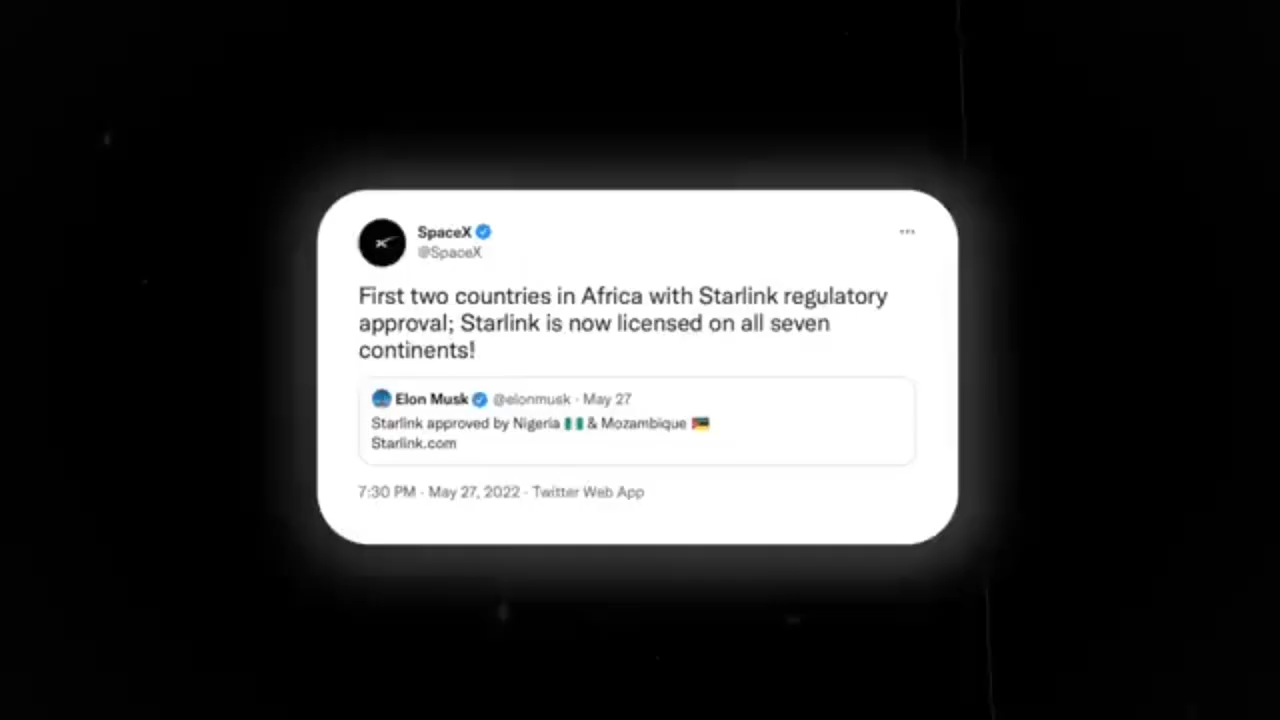 SpaceX
@SpaceX
First two countries in Africa with Starlink regulatory
approval; Starlink is now licensed on all seven
continents!
Elon Musk @elonmusk · May 27
Starlink approved by Nigeria 🇳🇬 & Mozambique 🇲🇿
Starlink.com
7:30 PM · May 27, 2022 · Twitter Web App